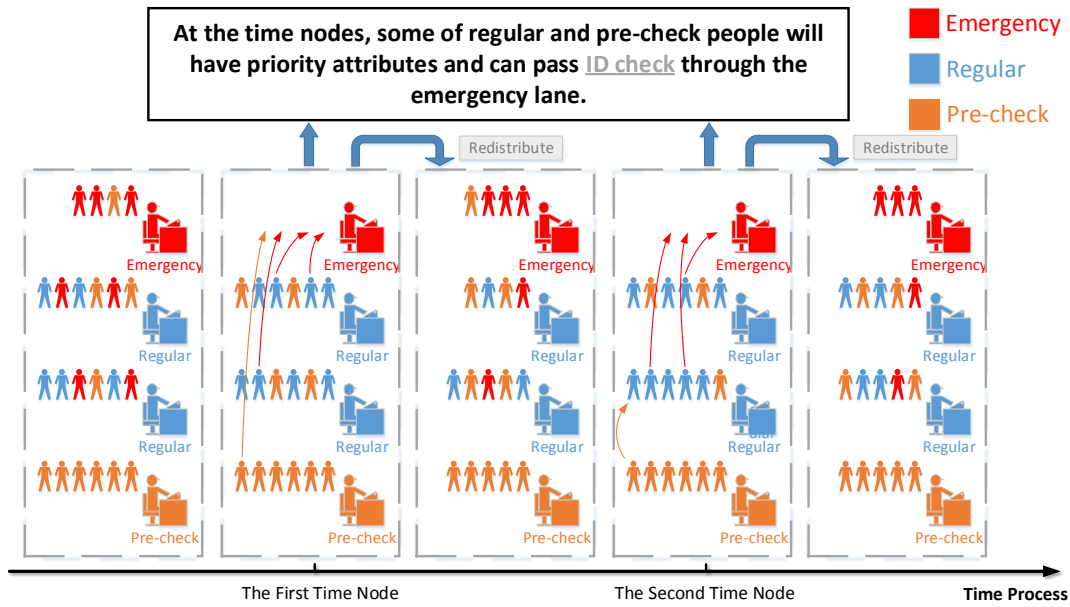 At the time nodes, some of regular and pre-check people will
have priority attributes and can pass ID check through the
emergency lane.
Emergency
Regular
Pre-check
Redistribute
Redistribute
Emergency
Regular
Regular
Pre-check
Emergency
Regular
Regular
Pre-check
Emergency
Regular
Regular
Pre-check
Emergency
Regular
Regular
Pre-check
Emergency
Regular
Regular
Pre-check
The First Time Node
The Second Time Node
Time Process